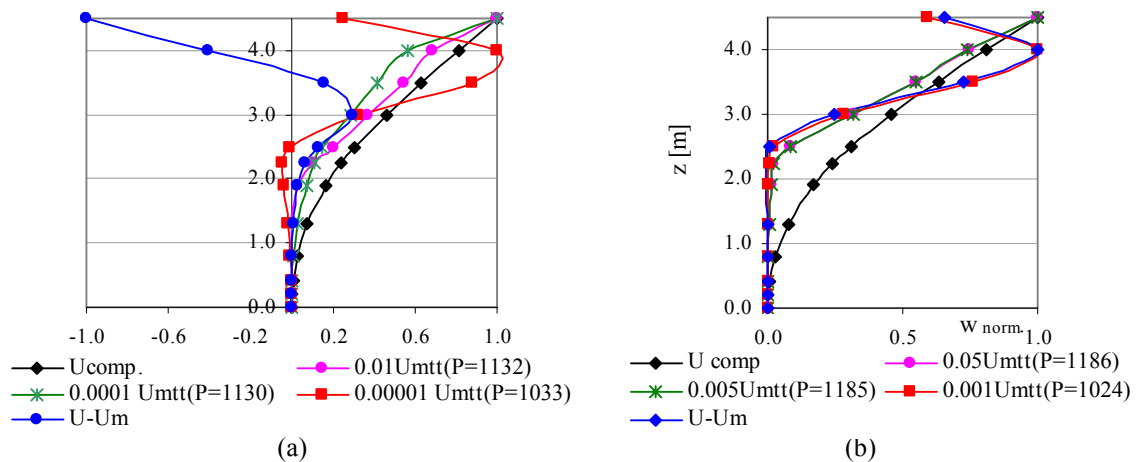 4.0
3.0
2.0
1.0
0.0
-1.0 -0.6 -0.2 0.2 0.6 1.0
Ucomp. 0.01Umtt(P=1132)
0.0001 Umtt(P=1130) 0.00001 Umtt(P=1033)
U-Um
(a)
z [m]
4.0
3.0
2.0
1.0
0.0
0.0 0.5 W norm. 1.0
U comp 0.05Umtt(P=1186)
0.005Umtt(P=1185) 0.001Umtt(P=1024)
U-Um
(b)